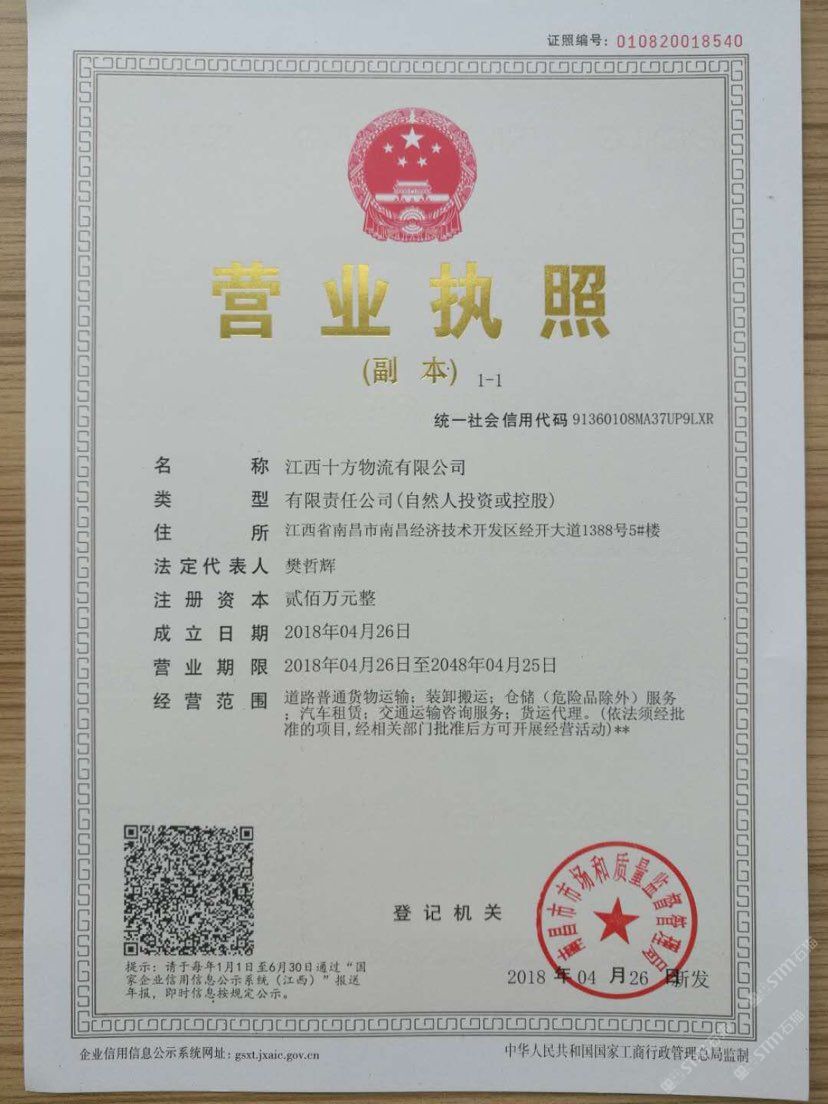 证照编号：010820018540
营业执照
(副 本) 1-1
统一社会信用代码 91360108MA37UP9LXR
名 称 江西十方物流有限公司
类 型 有限责任公司(自然人投资或控股)
住 所 江西省南昌市南昌经济技术开发区经开大道1388号5#楼
法定代表人 樊哲辉
注册资本 贰佰万元整
成立日期 2018年04月26日
营业期限 2018年04月26日至2048年04月25日
经营范围 道路普通货物运输；装卸搬运；仓储（危险品除外）服务
；汽车租赁；交通运输咨询服务；货运代理。(依法须经批
准的项目,经相关部门批准后方可开展经营活动)**
南昌市市场和质量监督管理局
登记机关
2018 年 04 月 26 日新发
提示：请于每年1月1日至6月30日通过“国
家企业信用信息公示系统（江西）”报送
年报，即时信息按规定公示。
企业信用信息公示系统网址：gsxt.jxaic.gov.cn
中华人民共和国国家工商行政管理总局监制
STM石猫
STM石猫